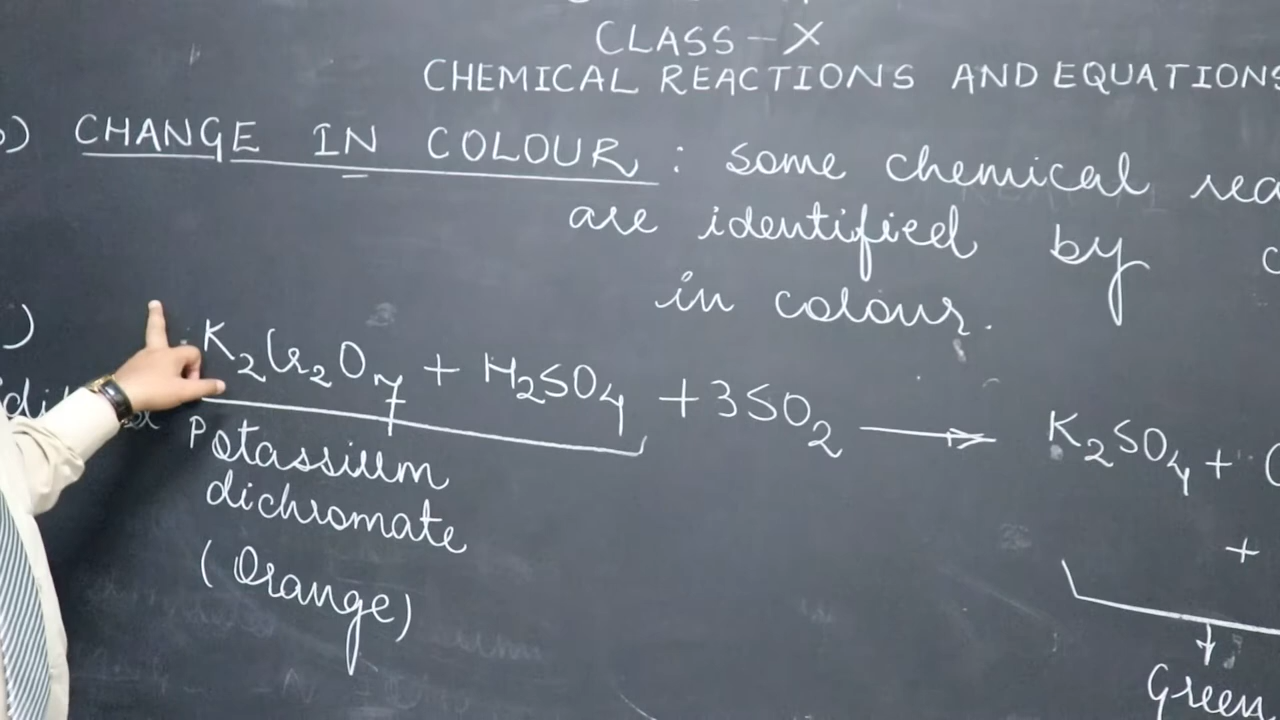 CLASS - X
CHEMICAL REACTIONS AND EQUATIONS
b) CHANGE IN COLOUR : Some chemical rea
are identified by c
in colour.
)
K₂Cr₂O₇ + H₂SO₄ + 3SO₂ → K₂SO₄ + C
+
Potassium
dichromate
(Orange)
Green